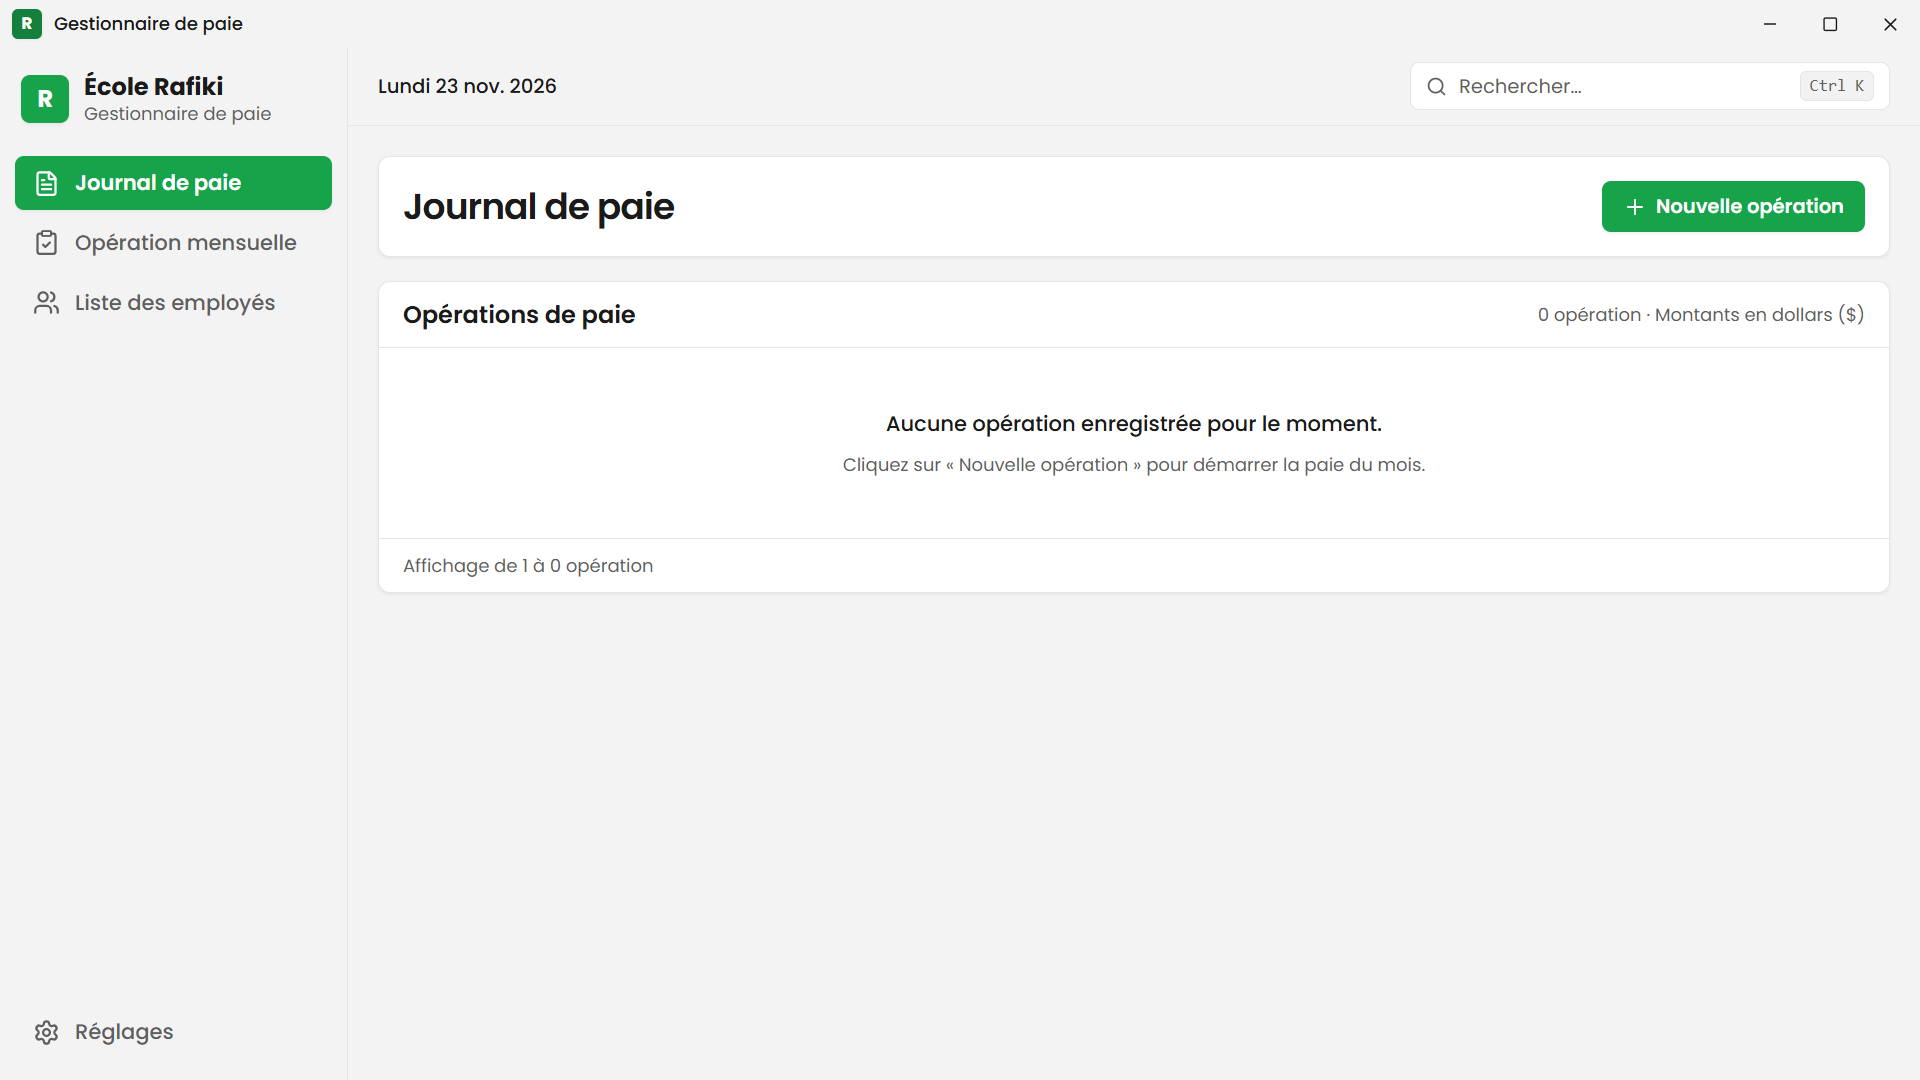 R Gestionnaire de paie
R
École Rafiki
Gestionnaire de paie
Journal de paie
Opération mensuelle
Liste des employés
Réglages
Lundi 23 nov. 2026
Rechercher...
Ctrl K
Journal de paie
Nouvelle opération
Opérations de paie
0 opération · Montants en dollars ($)
Aucune opération enregistrée pour le moment.
Cliquez sur « Nouvelle opération » pour démarrer la paie du mois.
Affichage de 1 à 0 opération